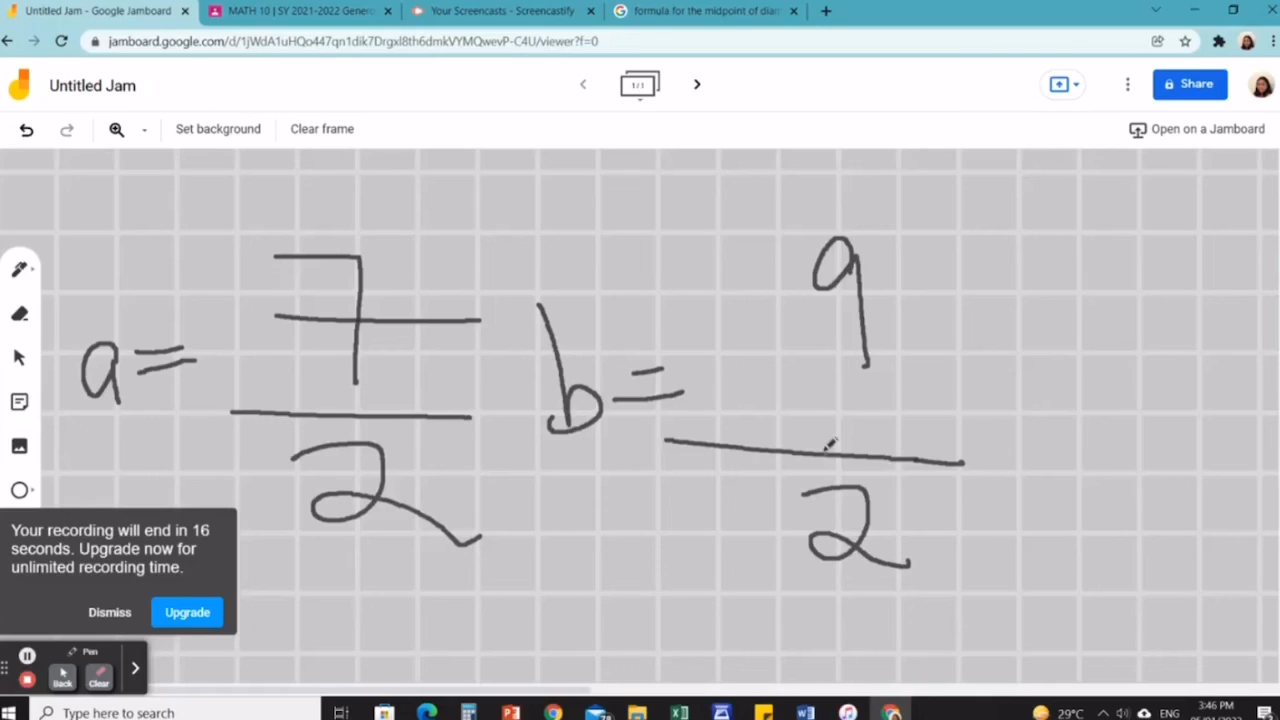 Untitled Jam - Google Jamboard
MATH 10 | SY 2021-2022 Gener
Your Screencasts - Screencastify
formula for the midpoint of diam
jamboard.google.com/d/1jWdA1uHQo447qn1dik7Drgxl8th6dmkVYMQwevP-C4U/viewer?f=0
Untitled Jam
1/1
Share
Set background
Clear frame
Open on a Jamboard
a = 7/2
b = 9/2
Your recording will end in 16
seconds. Upgrade now for
unlimited recording time.
Dismiss
Upgrade
Pen
Back
Clear
Type here to search
29°C
ENG
3:46 PM